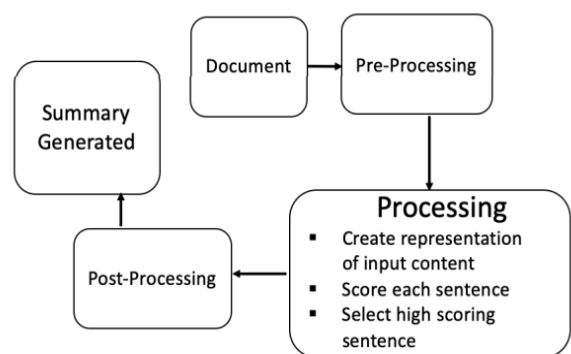 Document
Pre-Processing
Summary
Generated
Processing
▪ Create representation
of input content
▪ Score each sentence
▪ Select high scoring
sentence
Post-Processing